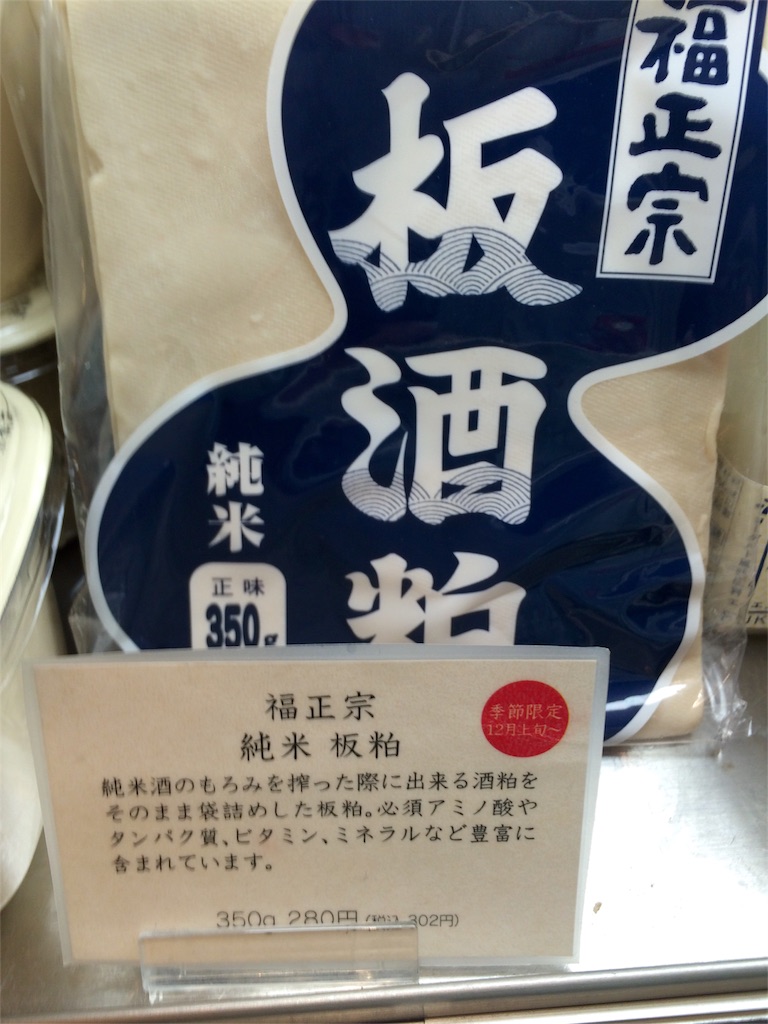 福正宗
板酒粕
純米
正味
350g
福正宗
純米 板粕
季節限定
12月上旬~
純米酒のもろみを搾った際に出来る酒粕を
そのまま袋詰めした板粕。必須アミノ酸や
タンパク質、ビタミン、ミネラルなど豊富に
含まれています。
350g 280円(税込 302円)